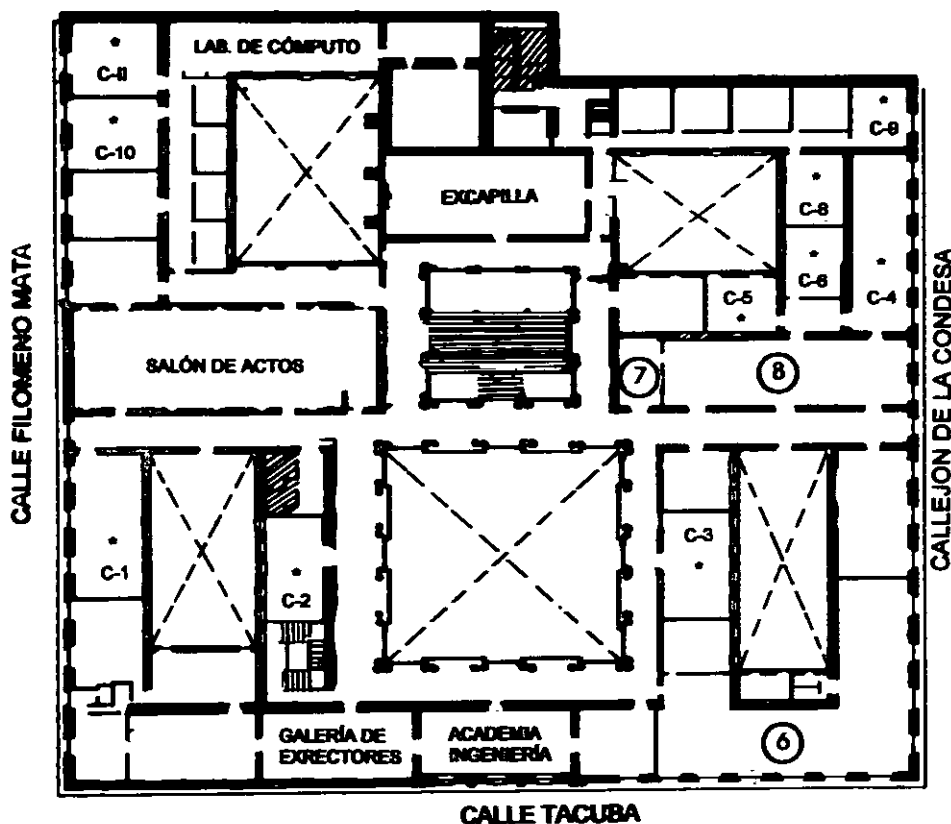 LAB. DE CÓMPUTO
C-11
C-10
C-9
EXCAPILLA
C-8
C-6
C-5
C-4
CALLE FILOMENO MATA
SALÓN DE ACTOS
7
8
CALLEJON DE LA CONDESA
C-1
C-2
C-3
GALERÍA DE
EXRECTORES
ACADEMIA
INGENIERÍA
6
CALLE TACUBA